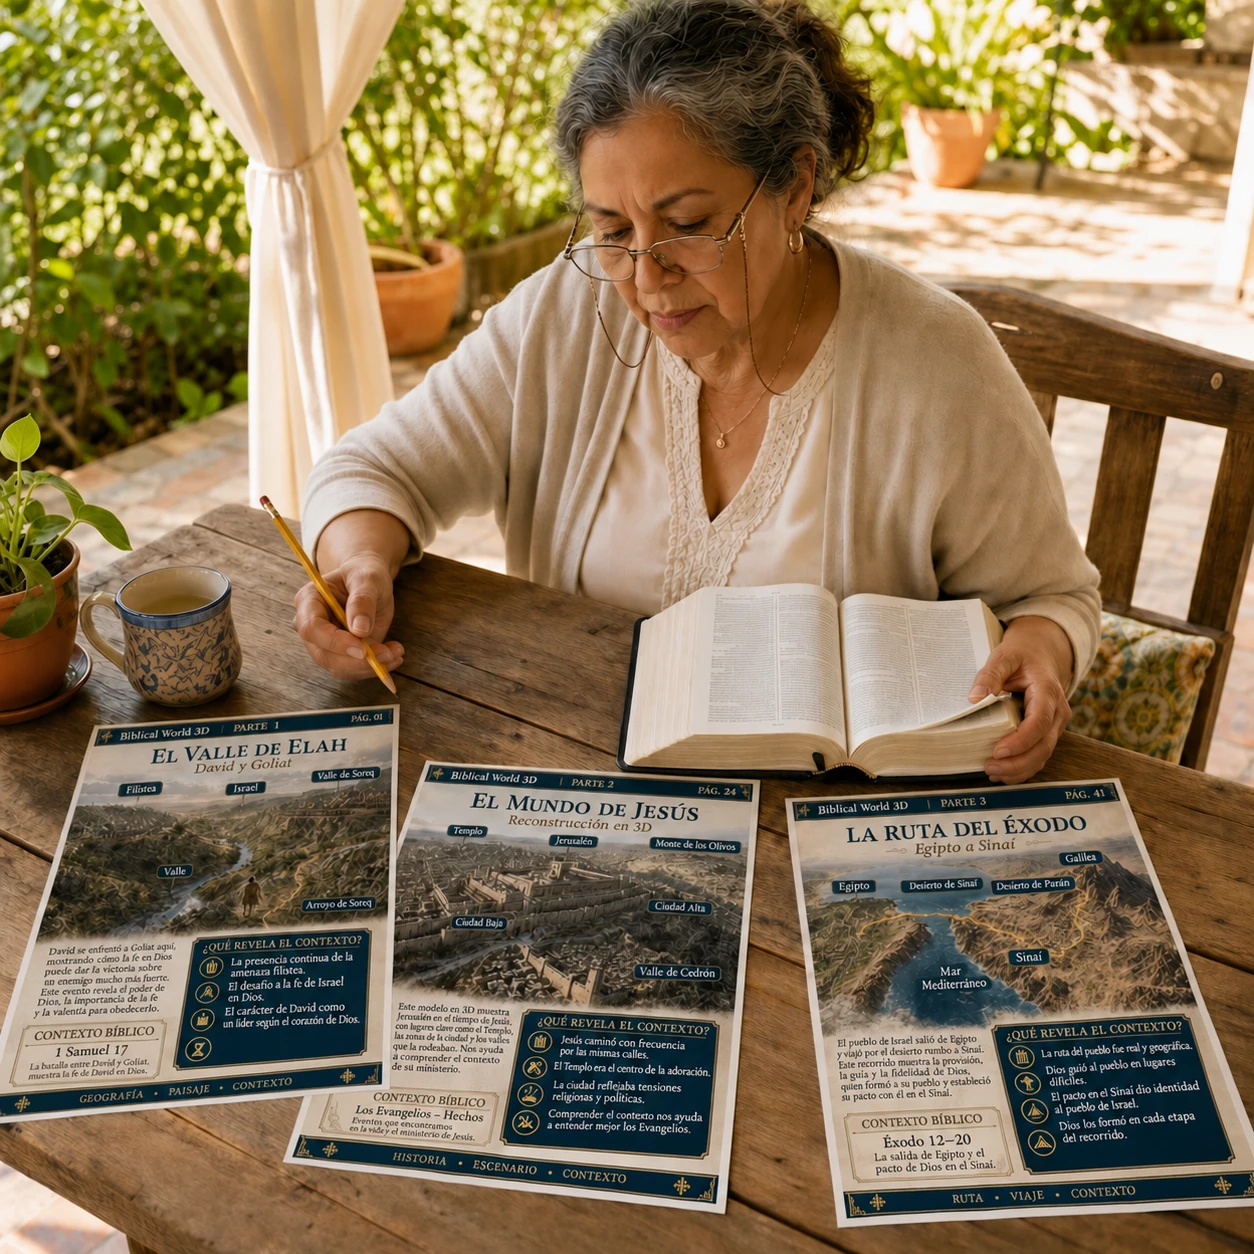 Biblical World 3D | PARTE 1 PÁG. 01
EL VALLE DE ELAH
David y Goliat
Filistea
Israel
Valle de Soreq
Valle
Arroyo de Soreq
David se enfrentó a Goliat aquí,
mostrando cómo la fe en Dios
puede dar la victoria sobre
un enemigo mucho más fuerte.
Este evento revela el poder de
Dios, la importancia de la fe
y la valentía para obedecerlo.
CONTEXTO BÍBLICO
1 Samuel 17
La batalla entre David y Goliat,
muestra la fe de David en Dios.
¿QUÉ REVELA EL CONTEXTO?
La presencia continua de la
amenaza filistea.
El desafío a la fe de Israel
en Dios.
El carácter de David como
un líder según el corazón de Dios.
GEOGRAFÍA • PAISAJE • CONTEXTO
Biblical World 3D | PARTE 2 PÁG. 24
EL MUNDO DE JESÚS
Reconstrucción en 3D
Templo
Jerusalén
Monte de los Olivos
Ciudad Alta
Ciudad Baja
Valle de Cedrón
Este modelo en 3D muestra
Jerusalén en el tiempo de Jesús,
con lugares clave como el Templo,
las zonas de la ciudad y los valles
que la rodeaban. Nos ayuda
a comprender el contexto
de su ministerio.
CONTEXTO BÍBLICO
Los Evangelios – Hechos
Eventos que encontramos
en la vida y el ministerio de Jesús.
¿QUÉ REVELA EL CONTEXTO?
Jesús caminó con frecuencia
por las mismas calles.
El Templo era el centro de la adoración.
La ciudad reflejaba tensiones
religiosas y políticas.
Comprender el contexto nos ayuda
a entender mejor los Evangelios.
HISTORIA • ESCENARIO • CONTEXTO
Biblical World 3D | PARTE 3 PÁG. 41
LA RUTA DEL ÉXODO
Egipto a Sinaí
Galilea
Egipto
Desierto de Sinaí
Desierto de Parán
Sinaí
Mar
Mediterráneo
El pueblo de Israel salió de Egipto
y viajó por el desierto rumbo a Sinaí.
Este recorrido muestra la provisión,
la guía y la fidelidad de Dios,
quien formó a su pueblo y estableció
su pacto con él en el Sinaí.
CONTEXTO BÍBLICO
Éxodo 12–20
La salida de Egipto y el
pacto de Dios en el Sinaí.
¿QUÉ REVELA EL CONTEXTO?
La ruta del pueblo fue real y geográfica.
Dios guió al pueblo en lugares
difíciles.
El pacto en el Sinaí dio identidad
al pueblo de Israel.
Dios los formó en cada etapa
del recorrido.
RUTA • VIAJE • CONTEXTO